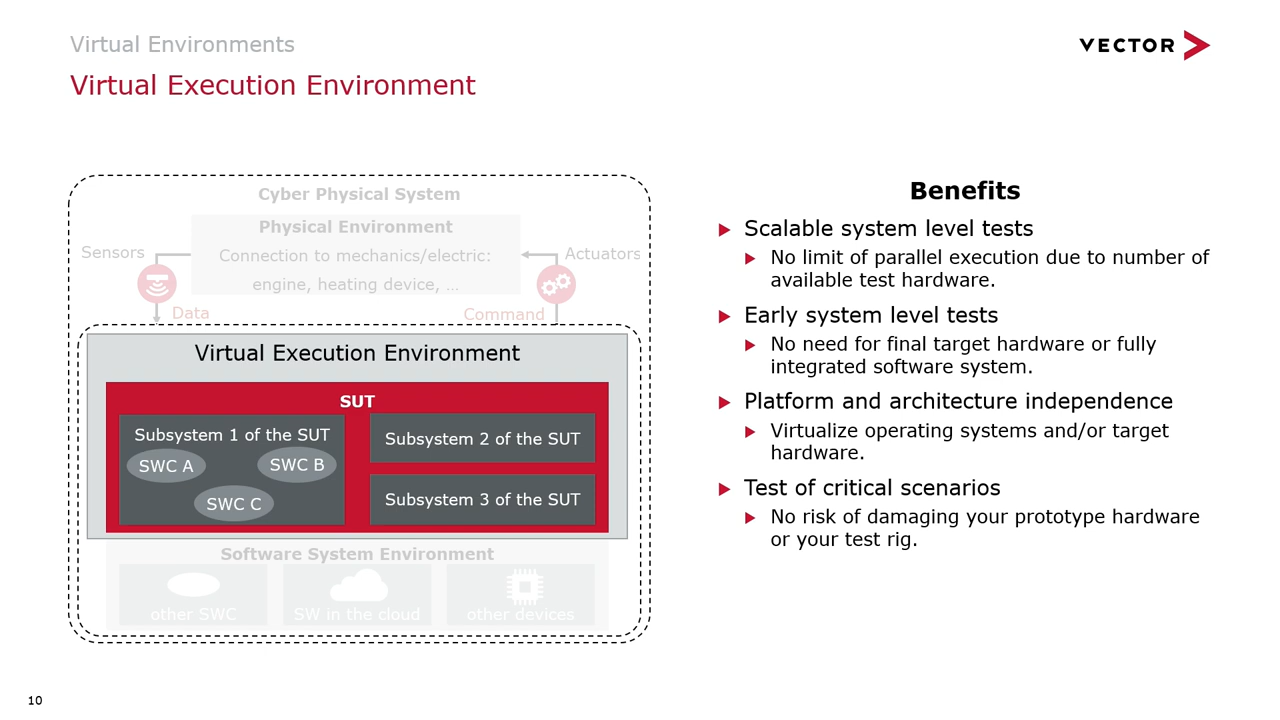 Virtual Environments
VECTOR
Virtual Execution Environment
Cyber Physical System
Physical Environment
Sensors
Actuators
Connection to mechanics/electric:
engine, heating device, ...
Data
Command
Virtual Execution Environment
SUT
Subsystem 1 of the SUT
SWC A
SWC B
SWC C
Subsystem 2 of the SUT
Subsystem 3 of the SUT
Software System Environment
other SWC
SW in the cloud
other devices
Benefits
Scalable system level tests
No limit of parallel execution due to number of
available test hardware.
Early system level tests
No need for final target hardware or fully
integrated software system.
Platform and architecture independence
Virtualize operating systems and/or target
hardware.
Test of critical scenarios
No risk of damaging your prototype hardware
or your test rig.
10